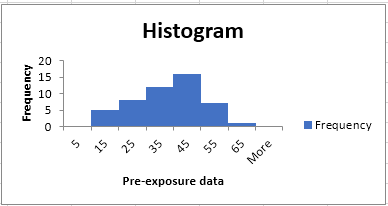 Histogram
Frequency
20
15
10
5
0
5 15 25 35 45 55 65 More
Pre-exposure data
Frequency